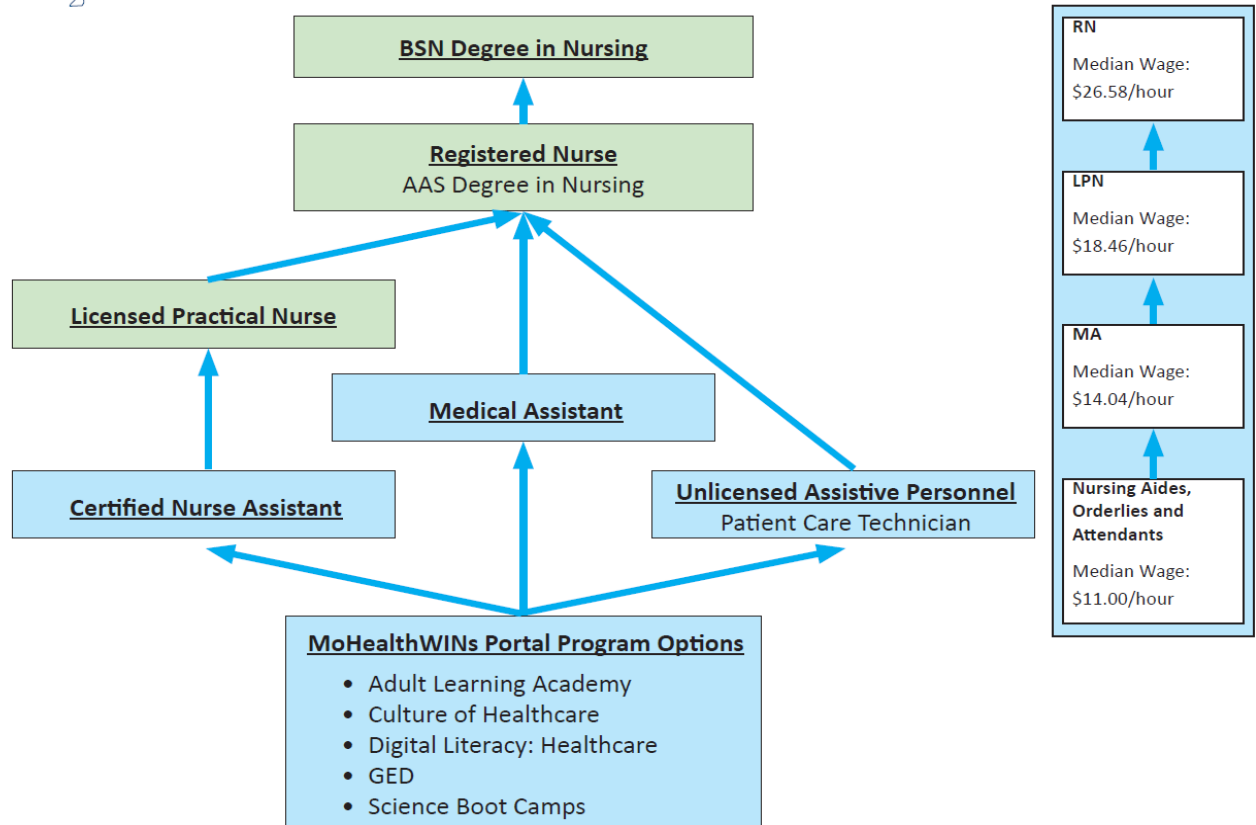 BSN Degree in Nursing
Registered Nurse
AAS Degree in Nursing
Licensed Practical Nurse
Medical Assistant
Certified Nurse Assistant
Unlicensed Assistive Personnel
Patient Care Technician
MoHealthWINs Portal Program Options
• Adult Learning Academy
• Culture of Healthcare
• Digital Literacy: Healthcare
• GED
• Science Boot Camps
RN
Median Wage:
$26.58/hour
LPN
Median Wage:
$18.46/hour
MA
Median Wage:
$14.04/hour
Nursing Aides,
Orderlies and
Attendants
Median Wage:
$11.00/hour